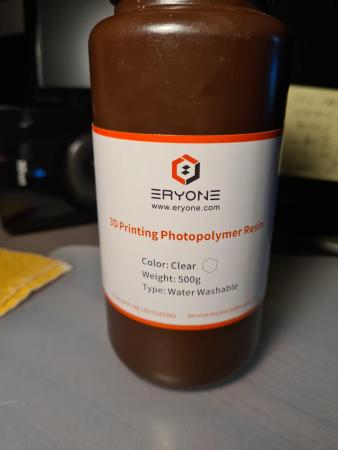 ERYONE
www.eryone.com
3D Printing Photopolymer Resin
Color: Clear
Weight: 500g
Type: Water Washable